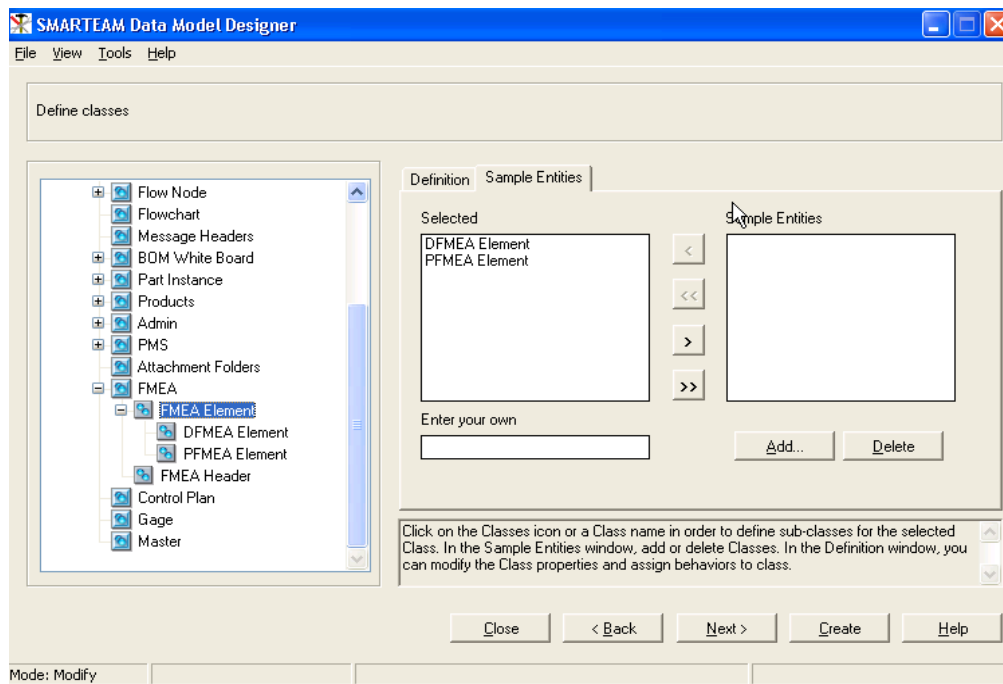 SMARTEAM Data Model Designer
File View Tools Help
Define classes
Flow Node
Flowchart
Message Headers
BOM White Board
Part Instance
Products
Admin
PMS
Attachment Folders
FMEA
FMEA Element
DFMEA Element
PFMEA Element
FMEA Header
Control Plan
Gage
Master
Definition Sample Entities
Selected
DFMEA Element
PFMEA Element
Enter your own
<
<<
>
>>
Sample Entities
Add... Delete
Click on the Classes icon or a Class name in order to define sub-classes for the selected
Class. In the Sample Entities window, add or delete Classes. In the Definition window, you
can modify the Class properties and assign behaviors to class.
Close < Back Next > Create Help
Mode: Modify